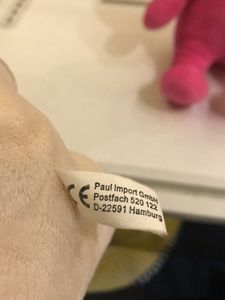 CE Paul Import GmbH
Postfach 520 122
D-22591 Hamburg